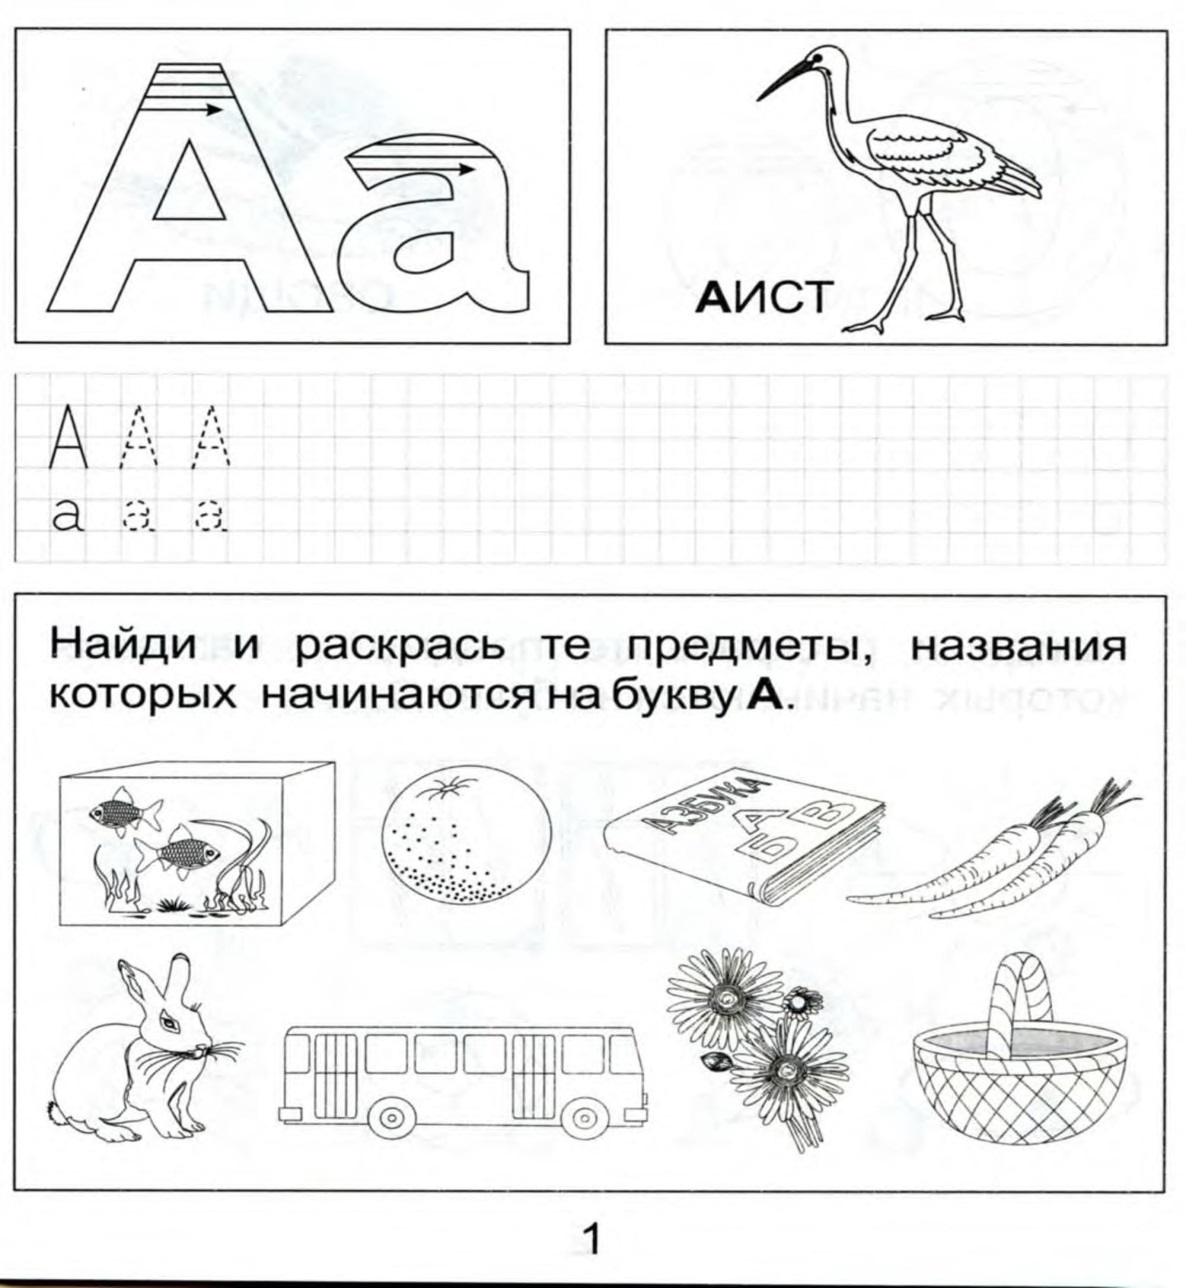 Аа
АИСТ
А А А
а а а
Найди и раскрась те предметы, названия
которых начинаются на букву А.
АЗБУКА
А
Б В
1